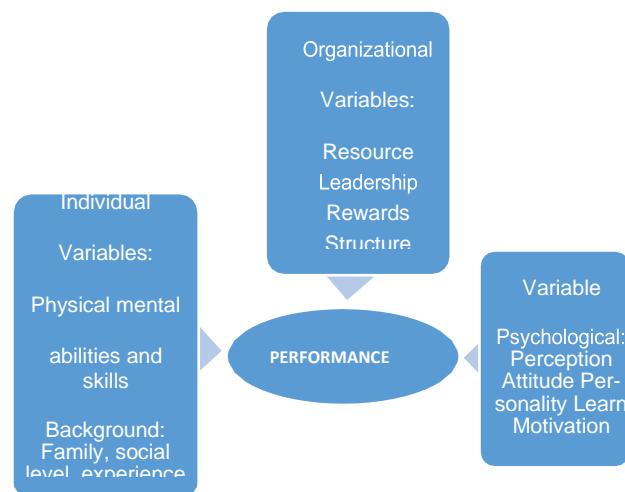 Organizational
Variables:
Resource
Leadership
Rewards
Structure
Individual
Variables:
Physical mental
abilities and
skills
Background:
Family, social
level, experience
PERFORMANCE
Variable
Psychological:
Perception
Attitude Per-
sonality Learn
Motivation